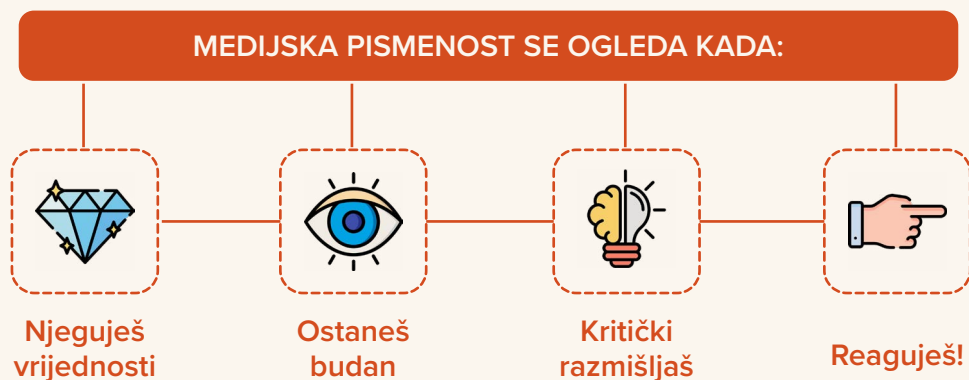 MEDIJSKA PISMENOST SE OGLEDA KADA:
Njeguješ
vrijednosti
Ostaneš
budan
Kritički
razmišljaš
Reaguješ!